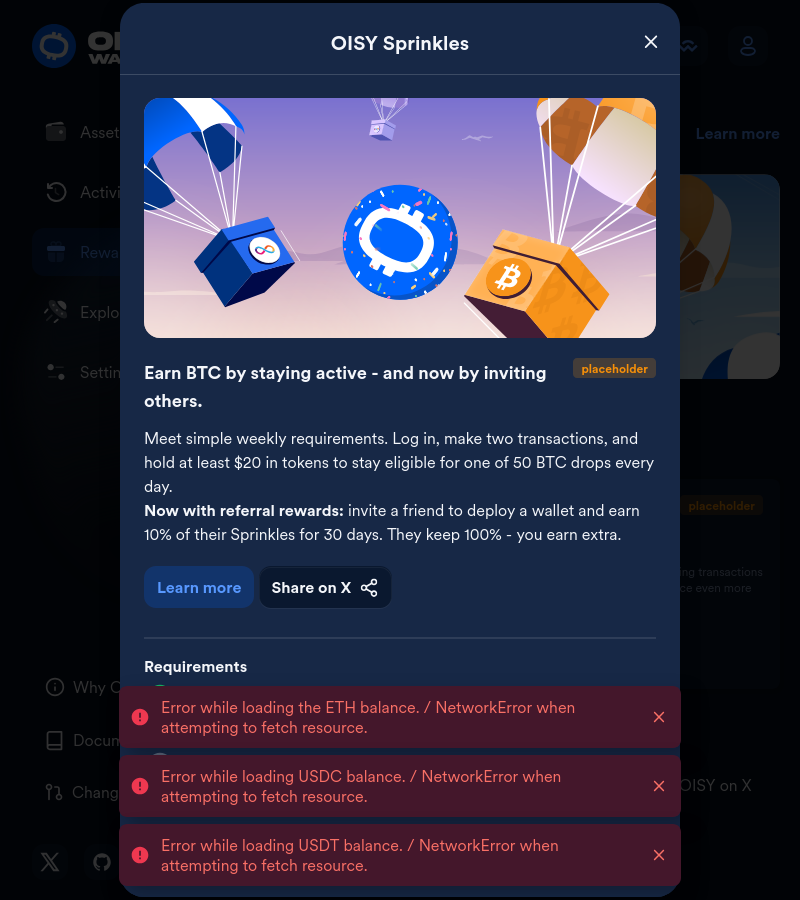 OISY Sprinkles
Asset
Activi
Rewa
Explo
Settin
Learn more
Earn BTC by staying active - and now by inviting
others.
placeholder
Meet simple weekly requirements. Log in, make two transactions, and
hold at least $20 in tokens to stay eligible for one of 50 BTC drops every
day.
Now with referral rewards: invite a friend to deploy a wallet and earn
10% of their Sprinkles for 30 days. They keep 100% - you earn extra.
Learn more
Share on X
placeholder
ng transactions
ce even more
Requirements
Why O
Docum
Chang
OISY on X
Error while loading the ETH balance. / NetworkError when
attempting to fetch resource.
Error while loading USDC balance. / NetworkError when
attempting to fetch resource.
Error while loading USDT balance. / NetworkError when
attempting to fetch resource.